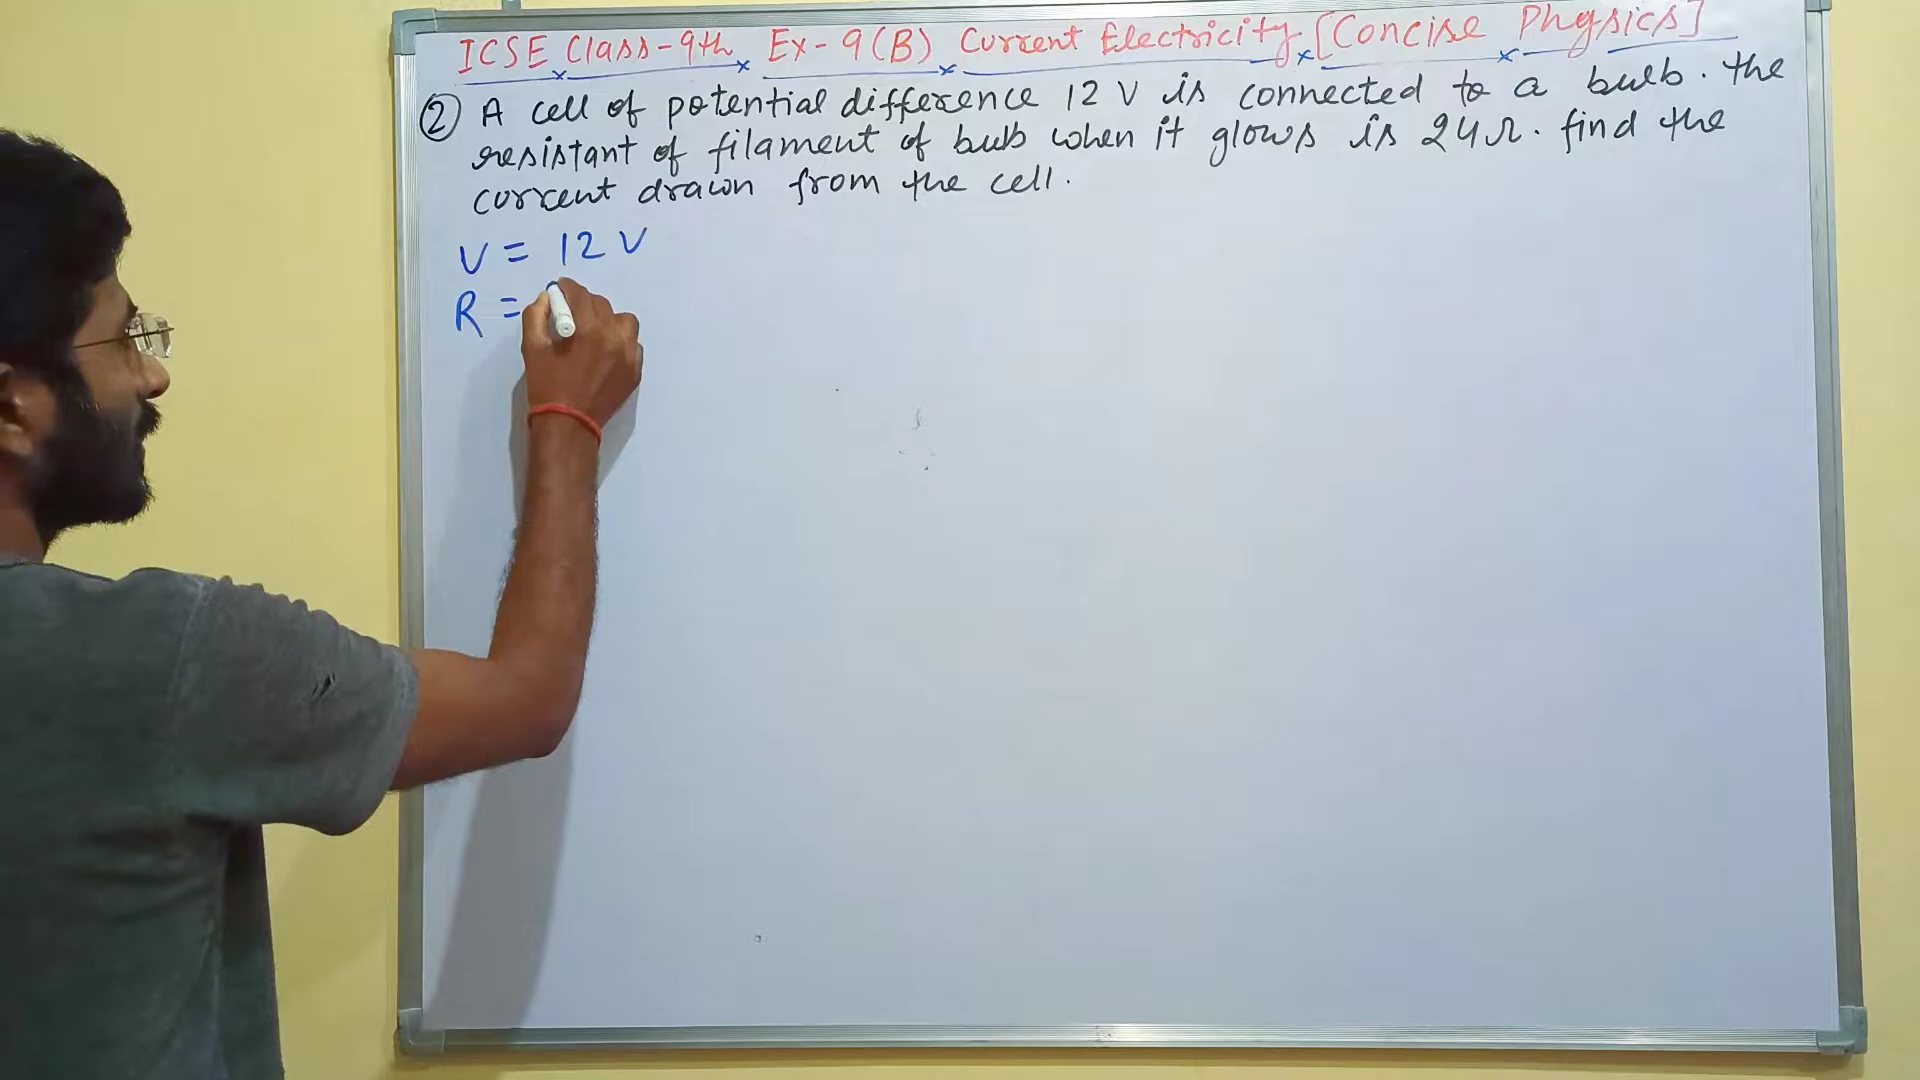 ICSE Class-9th Ex-9(B) Current Electricity [Concise Physics]
② A cell of potential difference 12 V is connected to a bulb. the
resistant of filament of bulb when it glows is 24Ω. find the
current drawn from the cell.
V = 12 V
R =